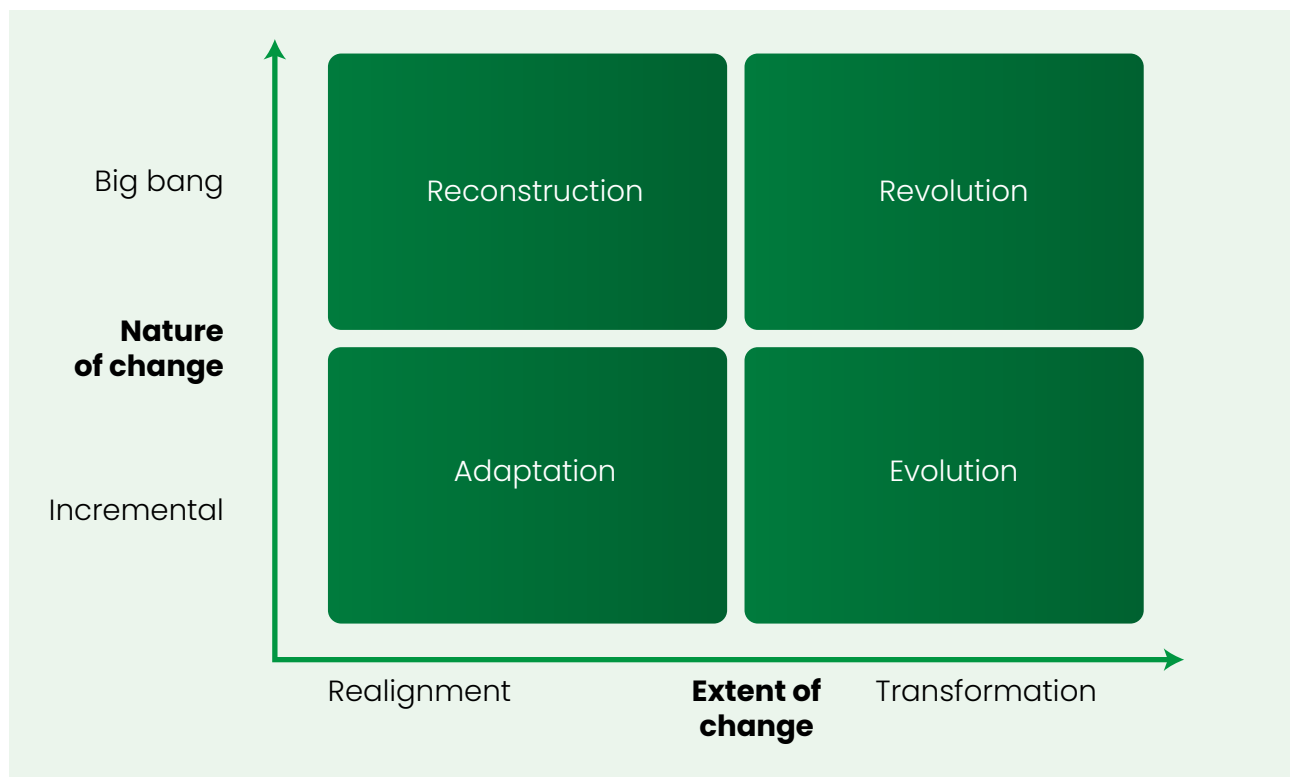 Big bang
Reconstruction
Revolution
Nature
of change
Adaptation
Evolution
Incremental
Realignment
Extent of
change
Transformation